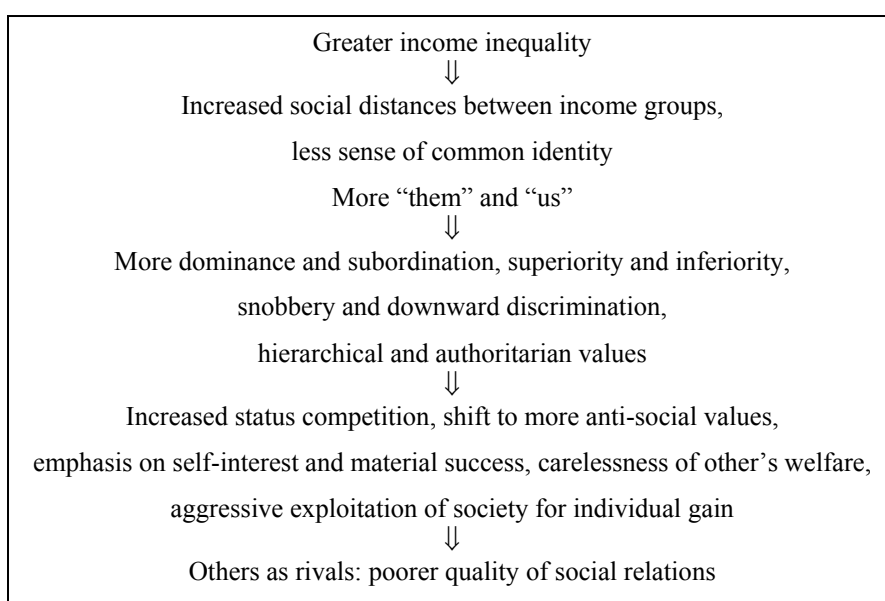 Greater income inequality
⇓
Increased social distances between income groups,
less sense of common identity
More “them” and “us”
⇓
More dominance and subordination, superiority and inferiority,
snobbery and downward discrimination,
hierarchical and authoritarian values
⇓
Increased status competition, shift to more anti-social values,
emphasis on self-interest and material success, carelessness of other’s welfare,
aggressive exploitation of society for individual gain
⇓
Others as rivals: poorer quality of social relations